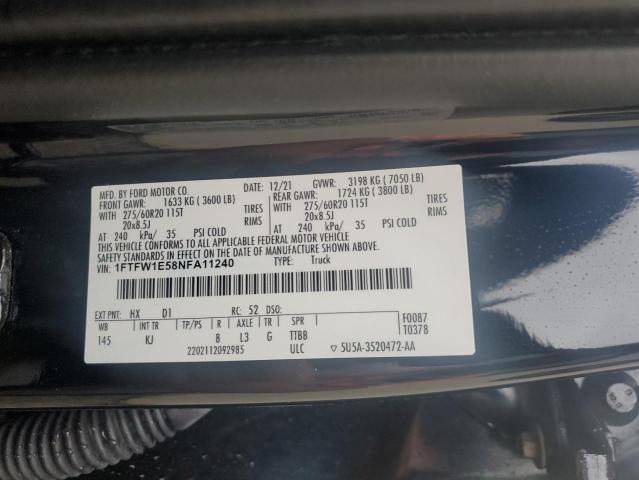 MFD. BY FORD MOTOR CO. DATE: 12/21 GVWR: 3198 KG ( 7050 LB)
FRONT GAWR: 1633 KG ( 3600 LB) REAR GAWR: 1724 KG ( 3800 LB)
WITH 275/60R20 115T TIRES WITH 275/60R20 115T TIRES
20x8.5J RIMS 20x8.5J RIMS
AT 240 kPa/ 35 PSI COLD AT 240 kPa/ 35 PSI COLD
THIS VEHICLE CONFORMS TO ALL APPLICABLE FEDERAL MOTOR VEHICLE
SAFETY STANDARDS IN EFFECT ON THE DATE OF MANUFACTURE SHOWN ABOVE.
VIN: 1FTFW1E58NFA11240 TYPE: Truck
EXT PNT: HX D1 RC: 52 DSO:
WB INT TR TP/PS R AXLE TR SPR F0087
145 KJ 8 L3 G TTBB T0378
2202112092985 ULC ▽ 5U5A-3520472-AA